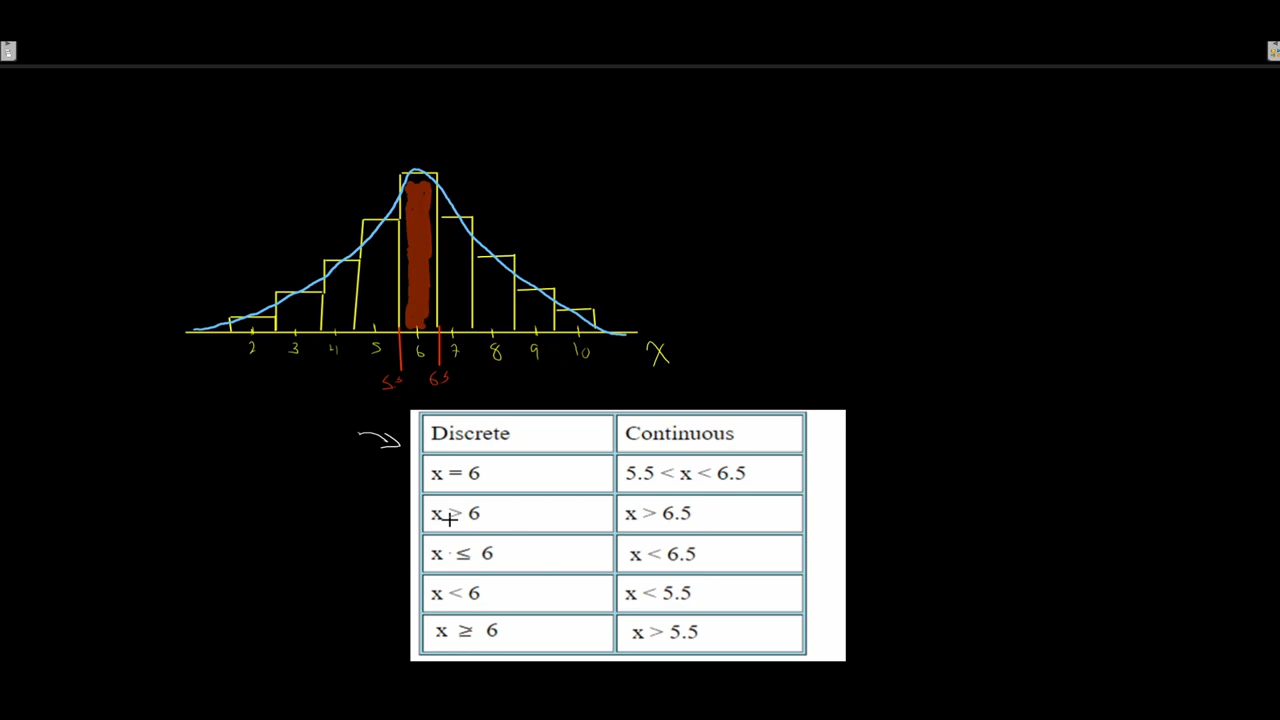 2 3 4 5 6 7 8 9 10 X
5.5 6.5
Discrete Continuous
x = 6 5.5 < x < 6.5
x > 6 x > 6.5
x ≤ 6 x < 6.5
x < 6 x < 5.5
x ≥ 6 x > 5.5